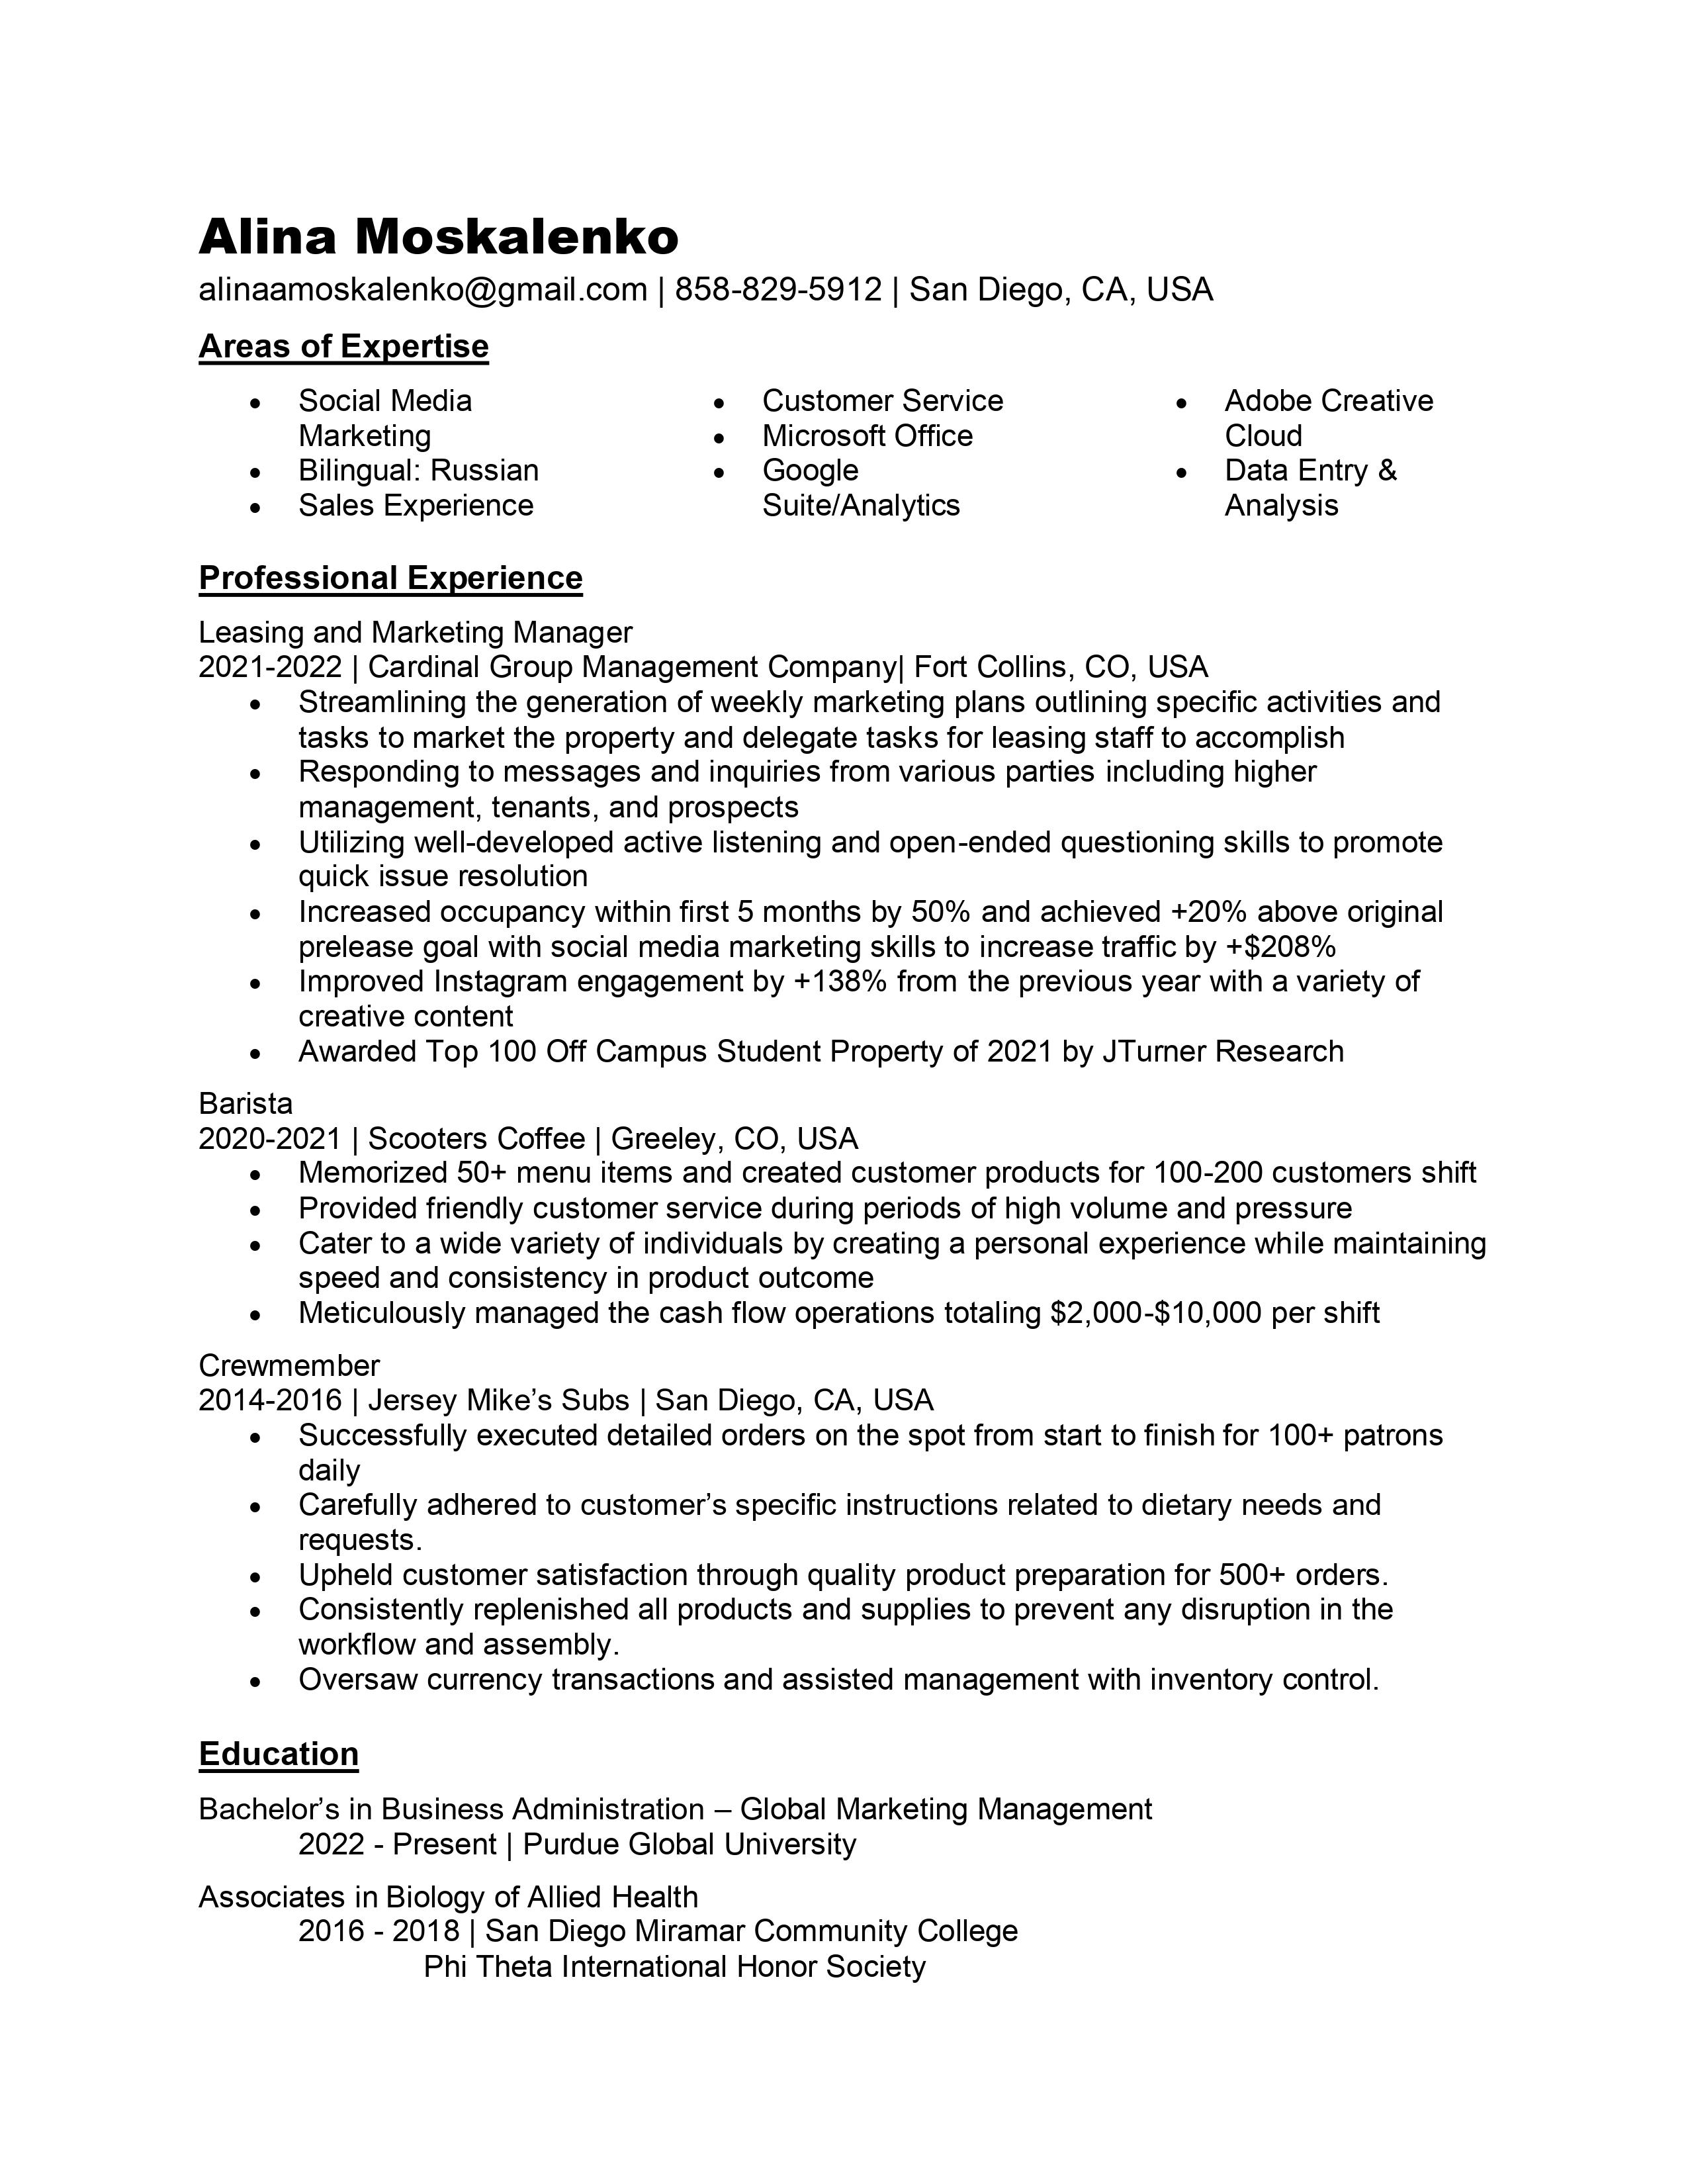 Alina Moskalenko
alinaamoskalenko@gmail.com | 858-829-5912 | San Diego, CA, USA
Areas of Expertise
• Social Media
Marketing
• Bilingual: Russian
• Sales Experience
• Customer Service
• Microsoft Office
• Google
Suite/Analytics
• Adobe Creative
Cloud
• Data Entry &
Analysis
Professional Experience
Leasing and Marketing Manager
2021-2022 | Cardinal Group Management Company| Fort Collins, CO, USA
• Streamlining the generation of weekly marketing plans outlining specific activities and
tasks to market the property and delegate tasks for leasing staff to accomplish
• Responding to messages and inquiries from various parties including higher
management, tenants, and prospects
• Utilizing well-developed active listening and open-ended questioning skills to promote
quick issue resolution
• Increased occupancy within first 5 months by 50% and achieved +20% above original
prelease goal with social media marketing skills to increase traffic by +$208%
• Improved Instagram engagement by +138% from the previous year with a variety of
creative content
• Awarded Top 100 Off Campus Student Property of 2021 by JTurner Research
Barista
2020-2021 | Scooters Coffee | Greeley, CO, USA
• Memorized 50+ menu items and created customer products for 100-200 customers shift
• Provided friendly customer service during periods of high volume and pressure
• Cater to a wide variety of individuals by creating a personal experience while maintaining
speed and consistency in product outcome
• Meticulously managed the cash flow operations totaling $2,000-$10,000 per shift
Crewmember
2014-2016 | Jersey Mike’s Subs | San Diego, CA, USA
• Successfully executed detailed orders on the spot from start to finish for 100+ patrons
daily
• Carefully adhered to customer’s specific instructions related to dietary needs and
requests.
• Upheld customer satisfaction through quality product preparation for 500+ orders.
• Consistently replenished all products and supplies to prevent any disruption in the
workflow and assembly.
• Oversaw currency transactions and assisted management with inventory control.
Education
Bachelor’s in Business Administration – Global Marketing Management
2022 - Present | Purdue Global University
Associates in Biology of Allied Health
2016 - 2018 | San Diego Miramar Community College
Phi Theta International Honor Society